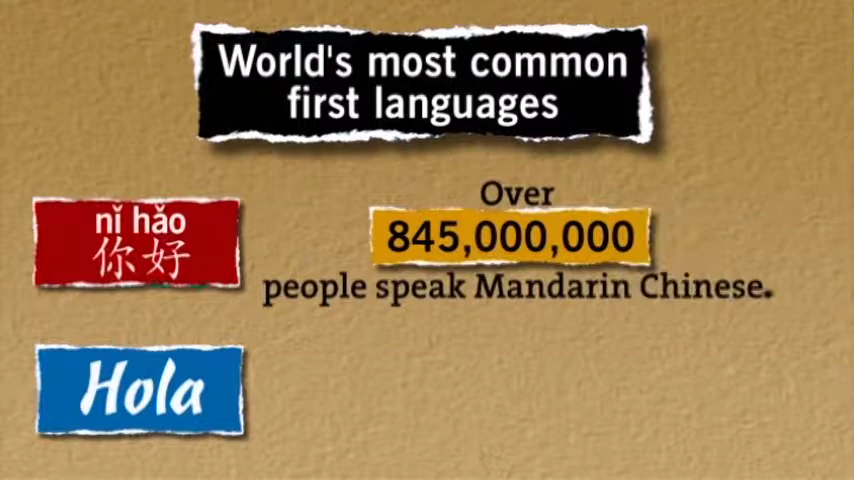 World's most common
first languages
nǐ hǎo
你好
Over
845,000,000
people speak Mandarin Chinese.
Hola